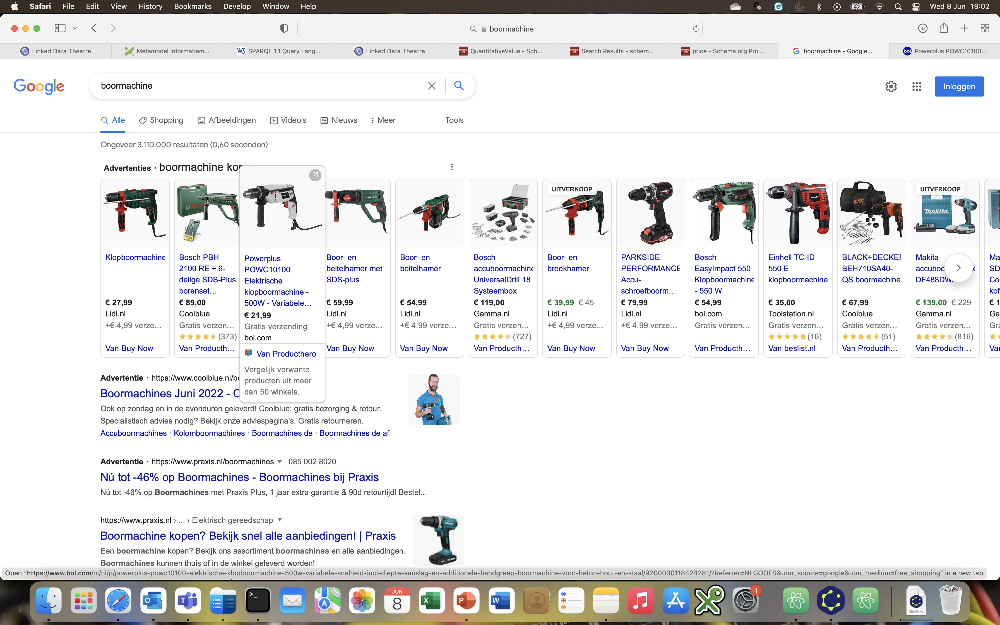 Safari File Edit View History Bookmarks Develop Window Help
Wed 8 Jun 19:02
boormachine
Linked Data Theatre
Metamodel Informatiem...
W3 SPARQL 1.1 Query Lang...
Linked Data Theatre
QuantitativeValue - Sch...
Search Results - schem...
price - Schema.org Pro...
boormachine - Google...
bol. Powerplus POWC10100...
Google
boormachine
Inloggen
Alle
Shopping
Afbeeldingen
Video's
Nieuws
Meer
Tools
Ongeveer 3.110.000 resultaten (0,60 seconden)
Advertenties · boormachine kopen
Klopboormachine
€ 27,99
Lidl.nl
+€ 4,99 verze...
Van Buy Now
Bosch PBH
2100 RE + 6-
delige SDS-Plus
borenset...
€ 89,00
Coolblue
Gratis verzen...
(373)
Van Producth...
Powerplus
POWC10100
Elektrische
klopboormachine -
500W - Variabele...
€ 21,99
Gratis verzending
bol.com
Van Producthero
Vergelijk verwante
producten uit meer
dan 50 winkels.
PARKSIDE
Boor- en
beitelhamer met
SDS-plus
€ 59,99
Lidl.nl
+€ 4,99 verze...
Van Buy Now
Boor- en
beitelhamer
€ 54,99
Lidl.nl
+€ 4,99 verze...
Van Buy Now
Bosch
accuboormachine
UniversalDrill 18
Systeembox
€ 119,00
Gamma.nl
Gratis verzen...
(727)
Van Producth...
UITVERKOOP
Boor- en
breekhamer
€ 39,99 € 45
Lidl.nl
+€ 4,99 verze...
Van Buy Now
PARKSIDE
PARKSIDE
PERFORMANCE
Accu-
schroefboorm...
€ 79,99
Lidl.nl
+€ 4,99 verze...
Van Buy Now
BOSCH
Bosch
EasyImpact 550
Klopboormachine
- 550 W
€ 54,99
bol.com
Gratis verzen...
Van Producth...
Einhell
Einhell TC-ID
550 E
klopboormachine
€ 35,00
Toolstation.nl
Gratis verzen...
(16)
Van beslist.nl
BLACK+DECKER
BEH710SA40-
QS boormachine
€ 67,99
Coolblue
Gratis verzen...
(51)
Van Producth...
UITVERKOOP
Makita
Makita
accuboo
DF488DW
€ 139,00 € 229
Gamma.nl
Gratis verzen...
(816)
Van Producth...
Ma
SD
Co
kof
€ 1
Ge
Gra
Van
Advertentie · https://www.coolblue.nl/bo
Boormachines Juni 2022 - C
Ook op zondag en in de avonduren geleverd! Coolblue: gratis bezorging & retour.
Specialistisch advies nodig? Bekijk onze adviespagina's. Gratis retourneren.
Accuboormachines · Kolomboormachines · Boormachines de · Boormachines de af
Advertentie · https://www.praxis.nl/boormachines 085 002 8020
Nú tot -46% op Boormachines - Boormachines bij Praxis
Nú tot -46% op Boormachines met Praxis Plus, 1 jaar extra garantie & 90d retourtijd! Bestel...
https://www.praxis.nl › ... › Elektrisch gereedschap
Boormachine kopen? Bekijk snel alle aanbiedingen! | Praxis
Een boormachine kopen? Bekijk ons assortiment boormachines en alle aanbiedingen.
Boormachines kunnen thuis of in de winkel geleverd worden!
Open “https://www.bol.com/nl/nl/p/powerplus-powc10100-elektrische-klopboormachine-500w-variabele-snelheid-incl-diepte-aanslag-en-additionele-handgreep-boormachine-voor-beton-hout-en-staal/9200000118424281/?Referrer=NLGOOFS&utm_source=google&utm_medium=free_shopping” in a new tab
JUN
8
1
GRAPHML